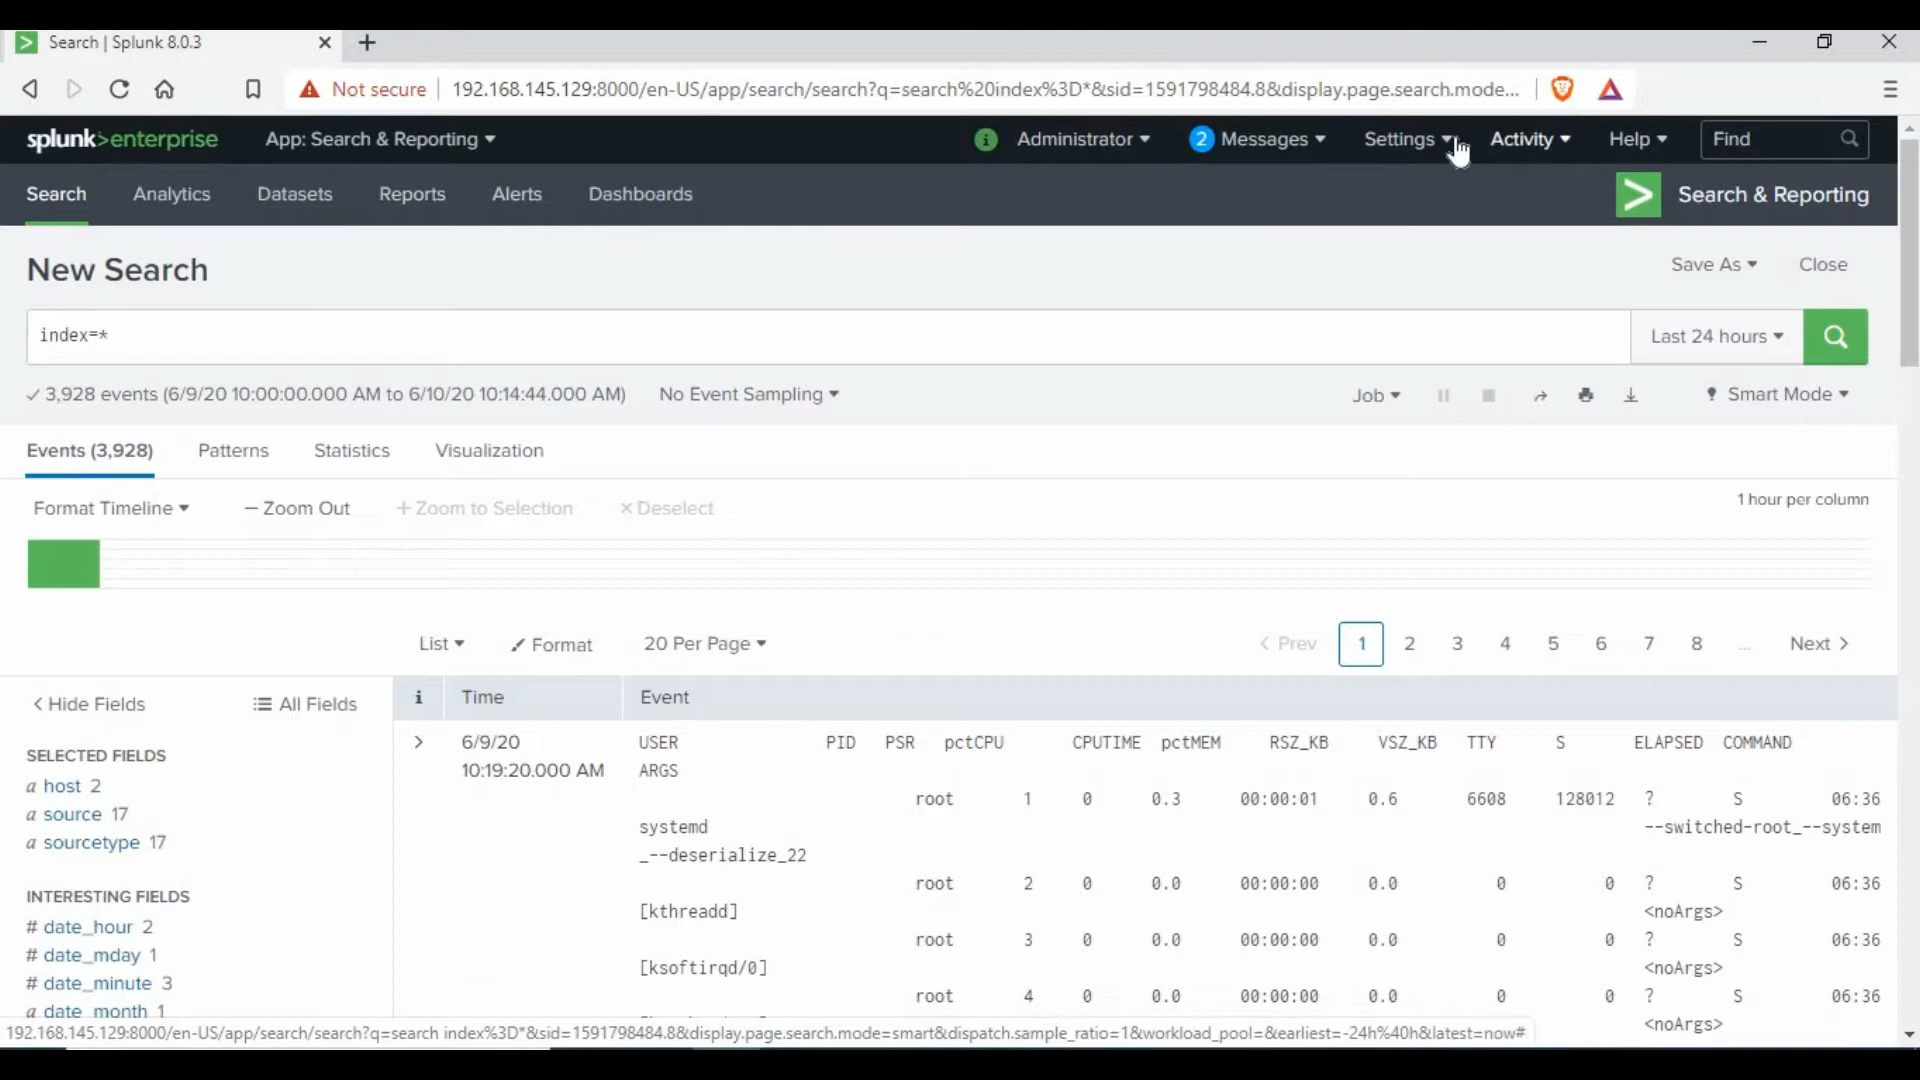 Search | Splunk 8.0.3
Not secure
192.168.145.129:8000/en-US/app/search/search?q=search%20index%3D*&sid=1591798484.8&display.page.search.mode...
splunk>enterprise App: Search & Reporting
i Administrator 2 Messages Settings Activity Help Find
Search Analytics Datasets Reports Alerts Dashboards
> Search & Reporting
New Search
Save As Close
index=*
Last 24 hours
✓ 3,928 events (6/9/20 10:00:00.000 AM to 6/10/20 10:14:44.000 AM) No Event Sampling
Job Smart Mode
Events (3,928) Patterns Statistics Visualization
Format Timeline — Zoom Out + Zoom to Selection × Deselect
1 hour per column
List Format 20 Per Page
< Prev 1 2 3 4 5 6 7 8 ... Next >
< Hide Fields All Fields
SELECTED FIELDS
a host 2
a source 17
a sourcetype 17
INTERESTING FIELDS
# date_hour 2
# date_mday 1
# date_minute 3
a date_month 1
i Time Event
> 6/9/20 USER PID PSR pctCPU CPUTIME pctMEM RSZ_KB VSZ_KB TTY S ELAPSED COMMAND
10:19:20.000 AM ARGS
root 1 0 0.3 00:00:01 0.6 6608 128012 ? S 06:36
systemd --switched-root_--system
_--deserialize_22
root 2 0 0.0 00:00:00 0.0 0 0 ? S 06:36
[kthreadd] <noArgs>
root 3 0 0.0 00:00:00 0.0 0 0 ? S 06:36
[ksoftirqd/0] <noArgs>
root 4 0 0.0 00:00:00 0.0 0 0 ? S 06:36
<noArgs>
192.168.145.129:8000/en-US/app/search/search?q=search index%3D*&sid=1591798484.8&display.page.search.mode=smart&dispatch.sample_ratio=1&workload_pool=&earliest=-24h%40h&latest=now#